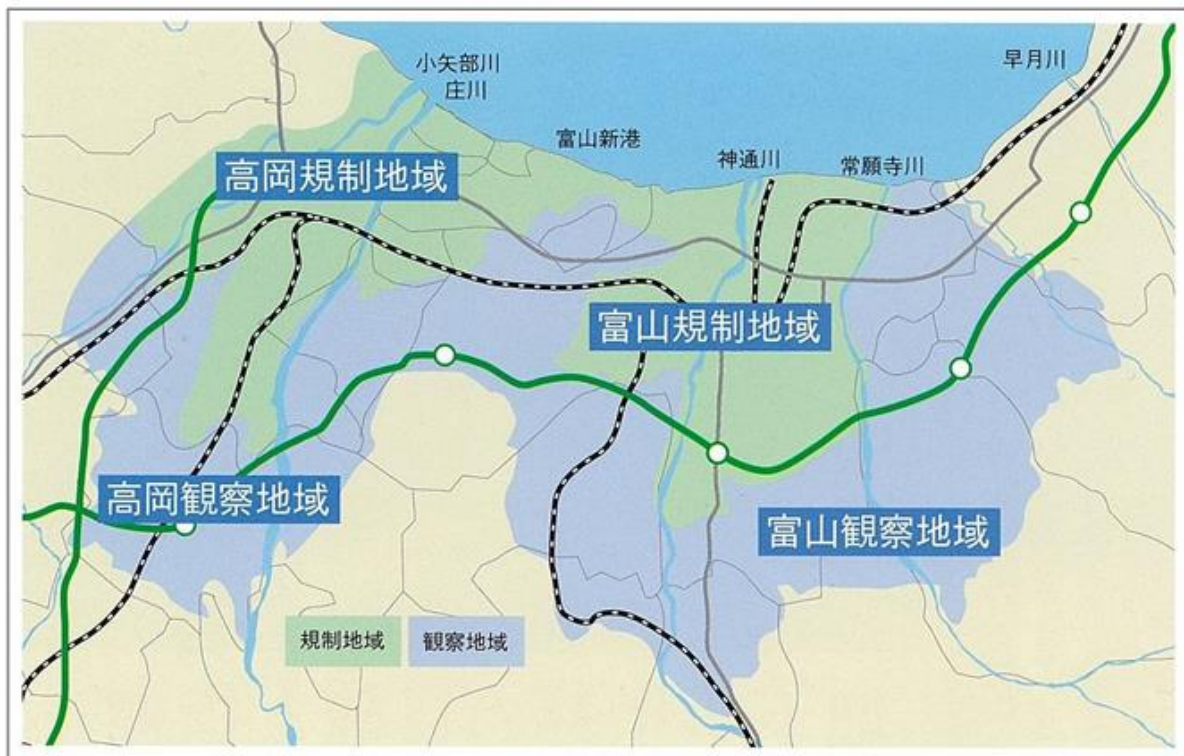 小矢部川
庄川
早月川
富山新港
神通川
常願寺川
高岡規制地域
富山規制地域
高岡観察地域
富山観察地域
規制地域
観察地域